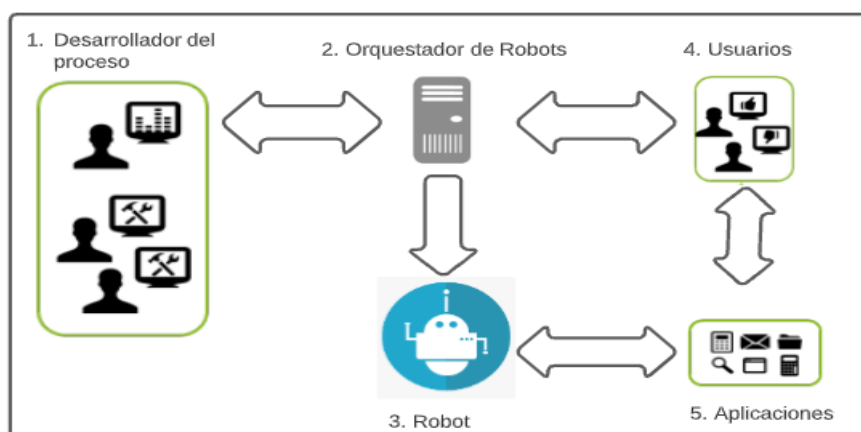 1. Desarrollador del
proceso
2. Orquestador de Robots
4. Usuarios
3. Robot
5. Aplicaciones